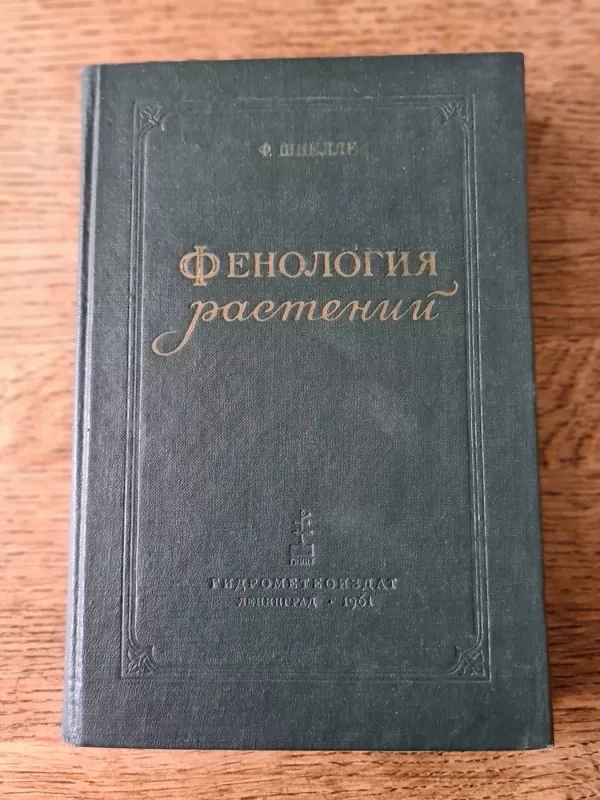 Ф. ШНЕЛЛЕ
ФЕНОЛОГИЯ
растений
ГИДРОМЕТЕОИЗДАТ
ЛЕНИНГРАД • 1961